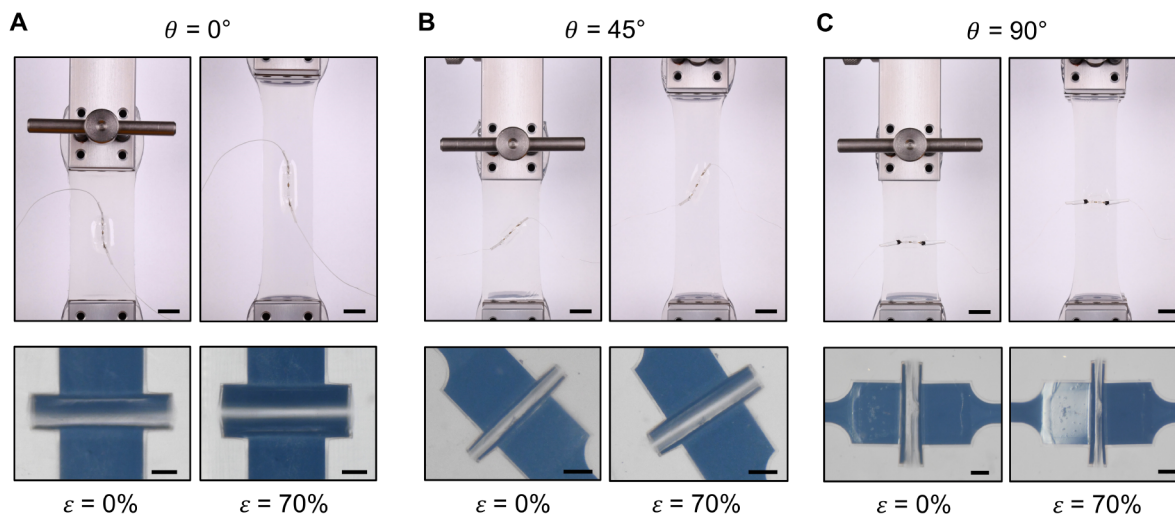 A
θ = 0°
B
θ = 45°
C
θ = 90°
ε = 0%
ε = 70%
ε = 0%
ε = 70%
ε = 0%
ε = 70%